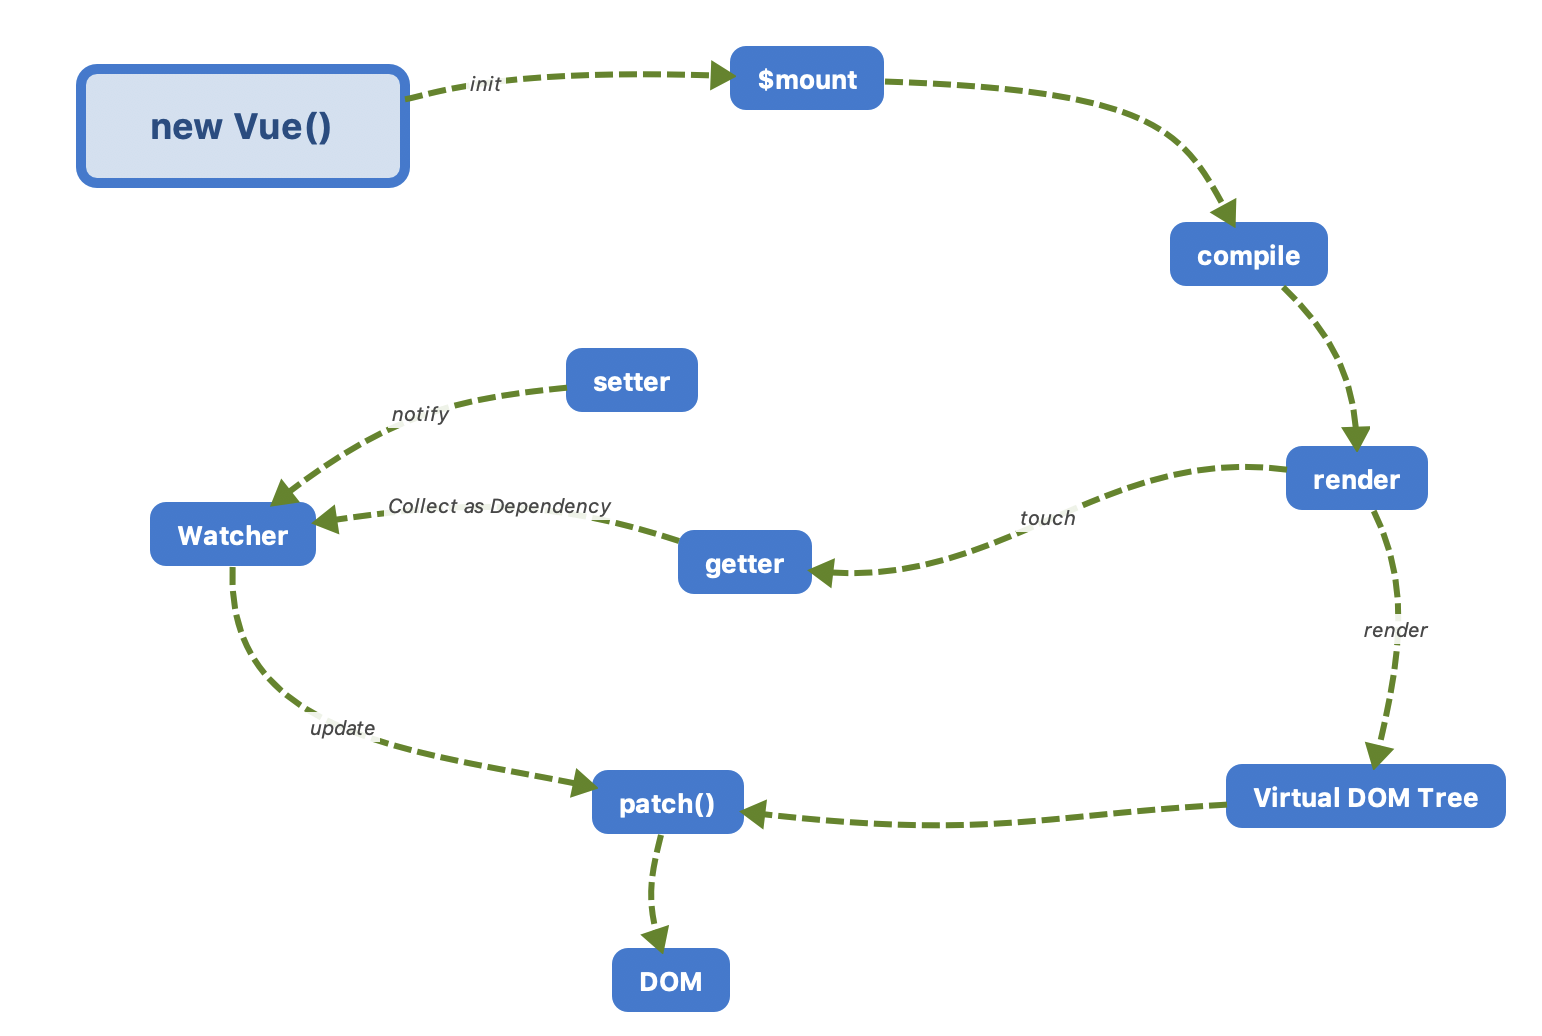 new Vue()
init
$mount
compile
setter
notify
render
Collect as Dependency
touch
Watcher
getter
render
update
patch()
Virtual DOM Tree
DOM